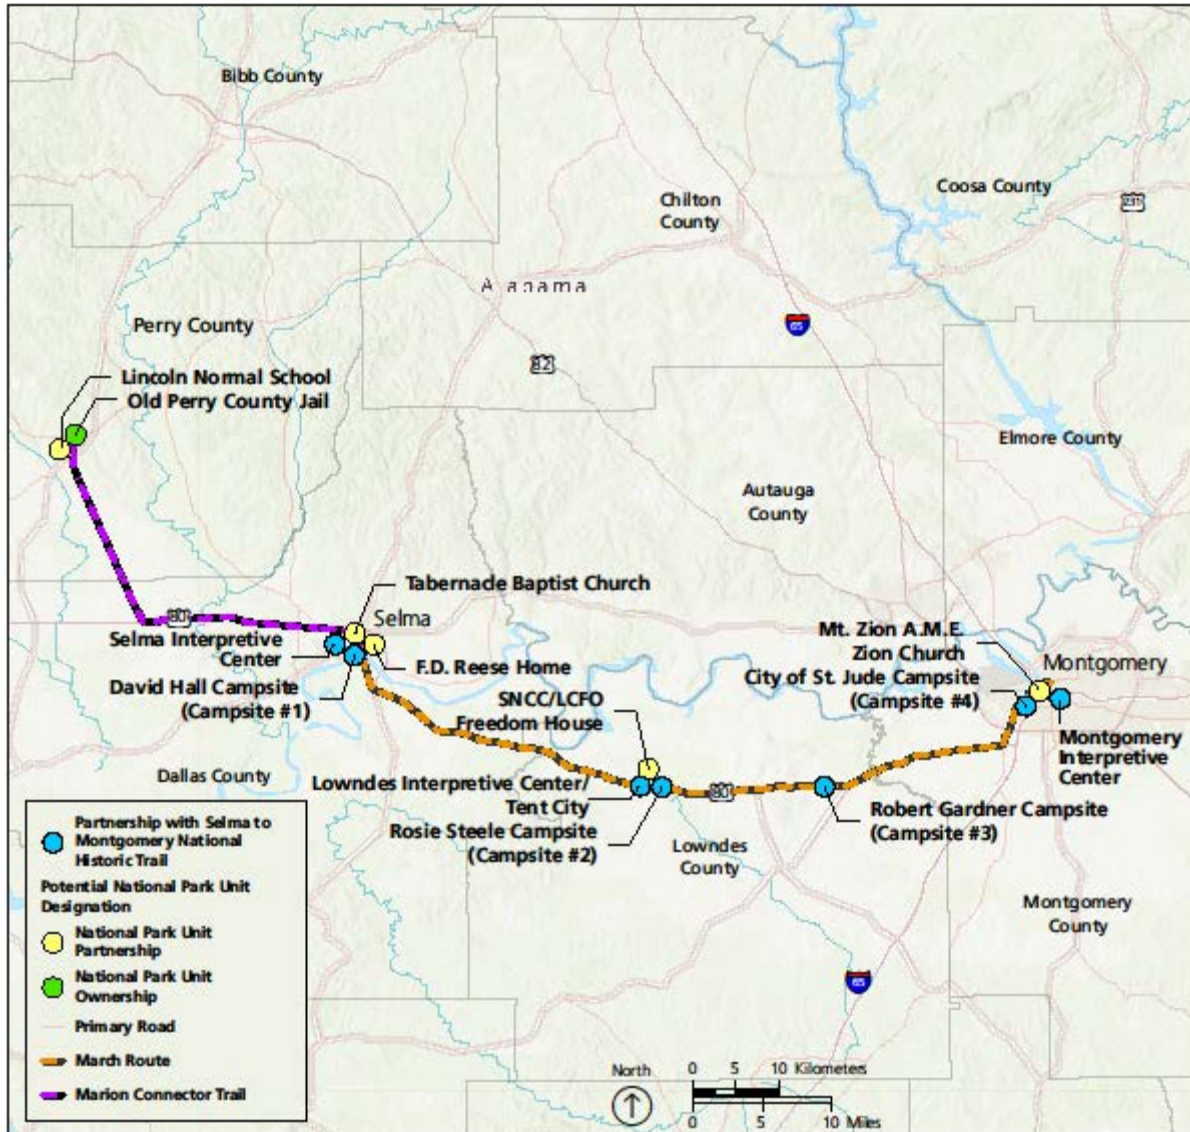 Bibb County
Coosa County
Chilton
County
231
Alabama
Perry County
65
82
Lincoln Normal School
Old Perry County Jail
Elmore County
Autauga
County
Tabernacle Baptist Church
80
Selma
Selma Interpretive
Center
F.D. Reese Home
David Hall Campsite
(Campsite #1)
Mt. Zion A.M.E.
Zion Church
Montgomery
City of St. Jude Campsite
(Campsite #4)
SNCC/LCFO
Freedom House
Montgomery
Interpretive
Center
Dallas County
Lowndes Interpretive Center/
Tent City
80
Robert Gardner Campsite
(Campsite #3)
Rosie Steele Campsite
(Campsite #2)
Lowndes
County
Montgomery
County
65
Partnership with Selma to
Montgomery National
Historic Trail
Potential National Park Unit
Designation
National Park Unit
Partnership
National Park Unit
Ownership
Primary Road
March Route
Marion Connector Trail
North
0 5 10 Kilometers
0 5 10 Miles